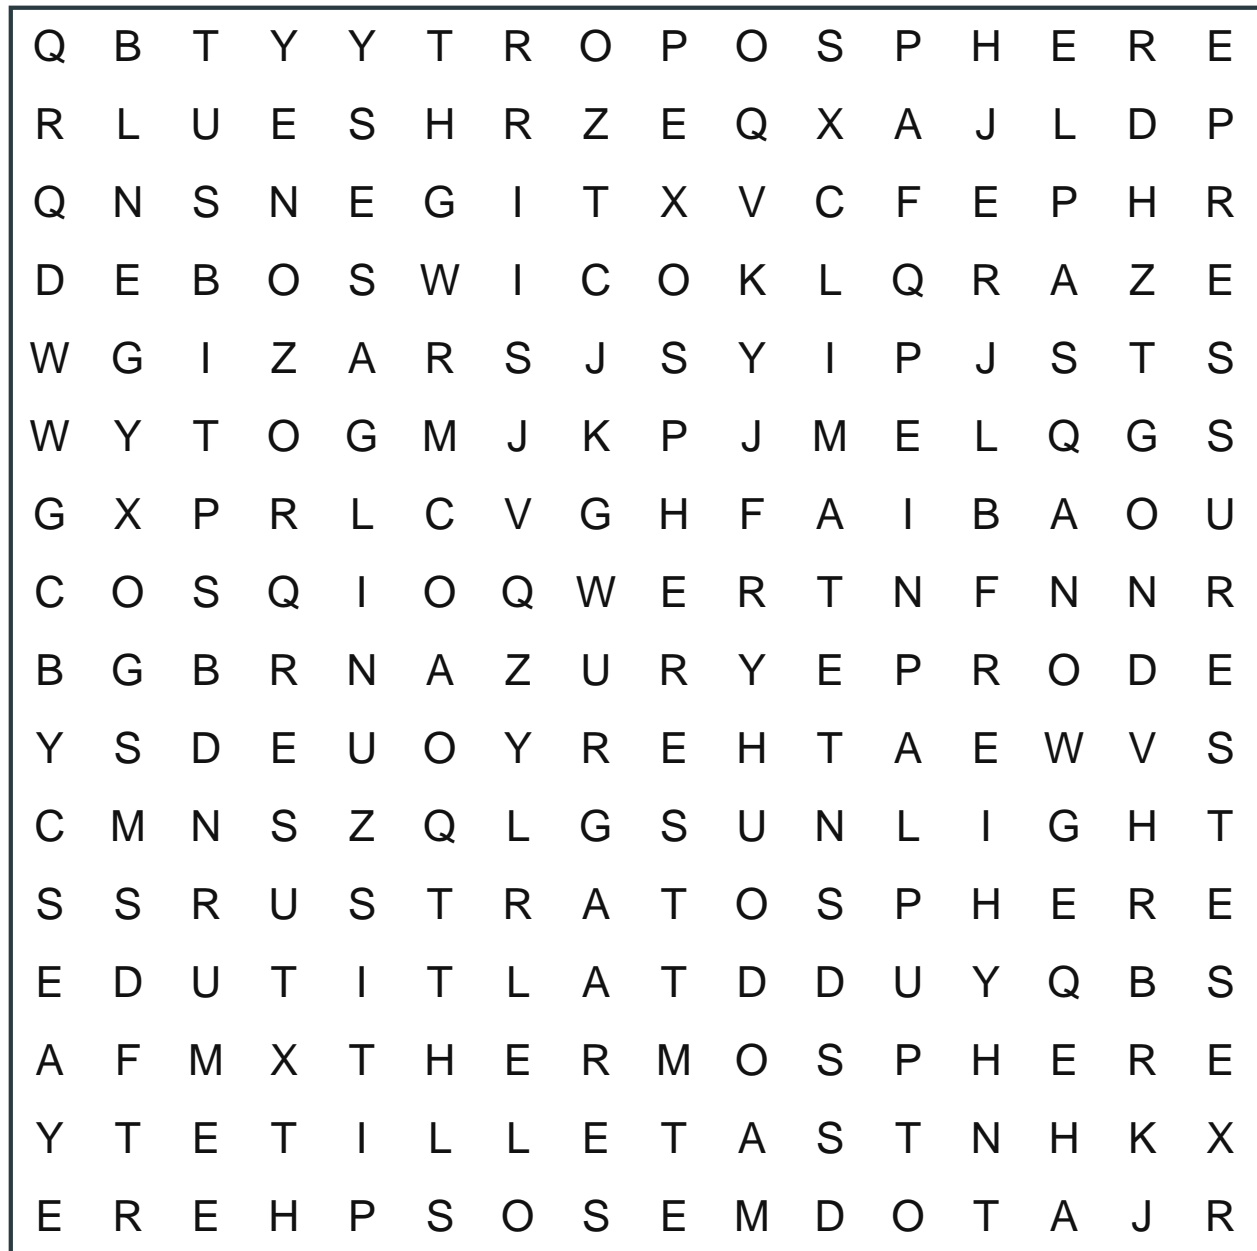 Q B T Y Y T R O P O S P H E R E
R L U E S H R Z E Q X A J L D P
Q N S N E G I T X V C F E P H R
D E B O S W I C O K L Q R A Z E
W G I Z A R S J S Y I P J S T S
W Y T O G M J K P J M E L Q G S
G X P R L C V G H F A I B A O U
C O S Q I O Q W E R T N F N N R
B G B R N A Z U R Y E P R O D E
Y S D E U O Y R E H T A E W V S
C M N S Z Q L G S U N L I G H T
S S R U S T R A T O S P H E R E
E D U T I T L A T D D U Y Q B S
A F M X T H E R M O S P H E R E
Y T E T I L L E T A S T N H K X
E R E H P S O S E M D O T A J R